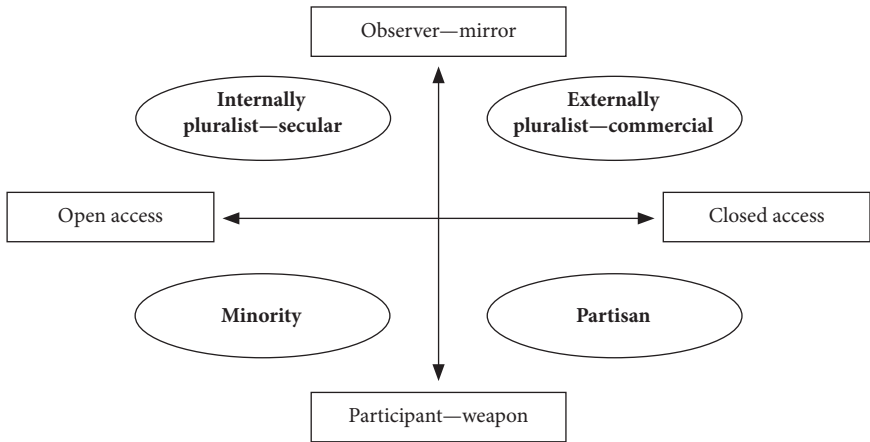 Observer—mirror
Internally
pluralist—secular
Externally
pluralist—commercial
Open access
Closed access
Minority
Partisan
Participant—weapon